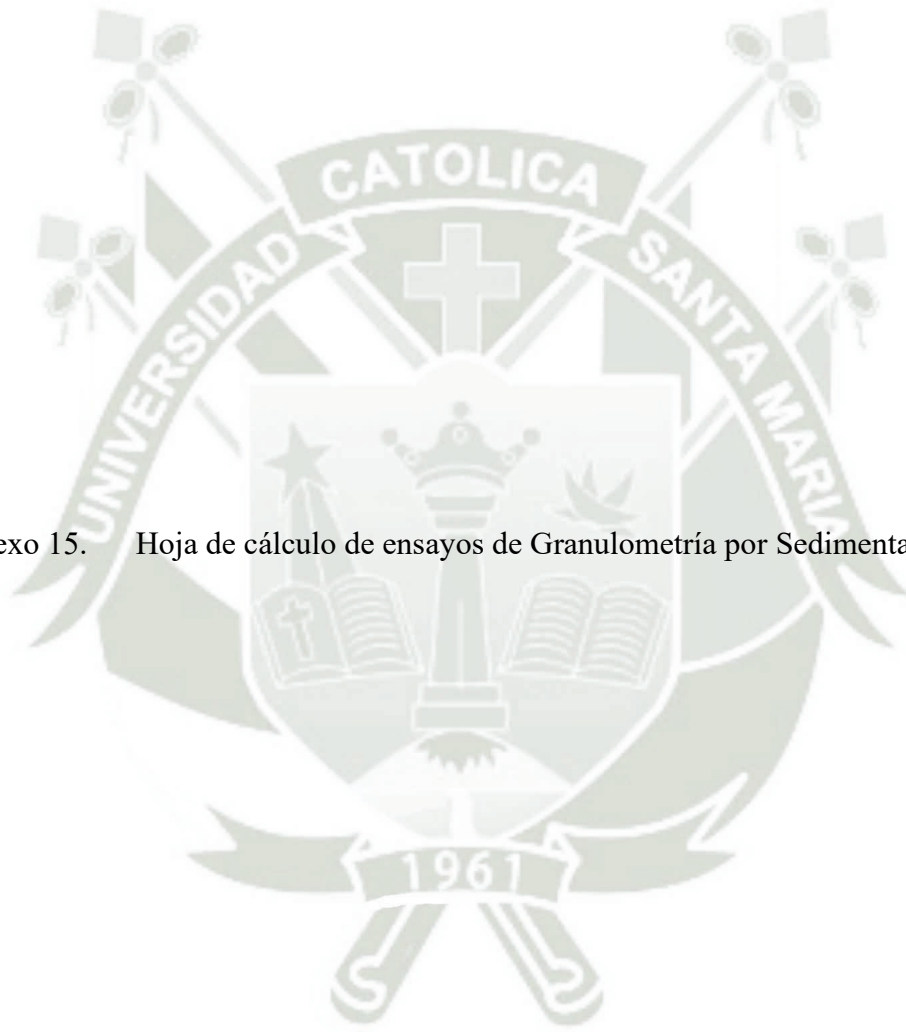 CATOLICA
UNIVERSIDAD
SANTA MARIA
exo 15. Hoja de cálculo de ensayos de Granulometría por Sedimenta
1961